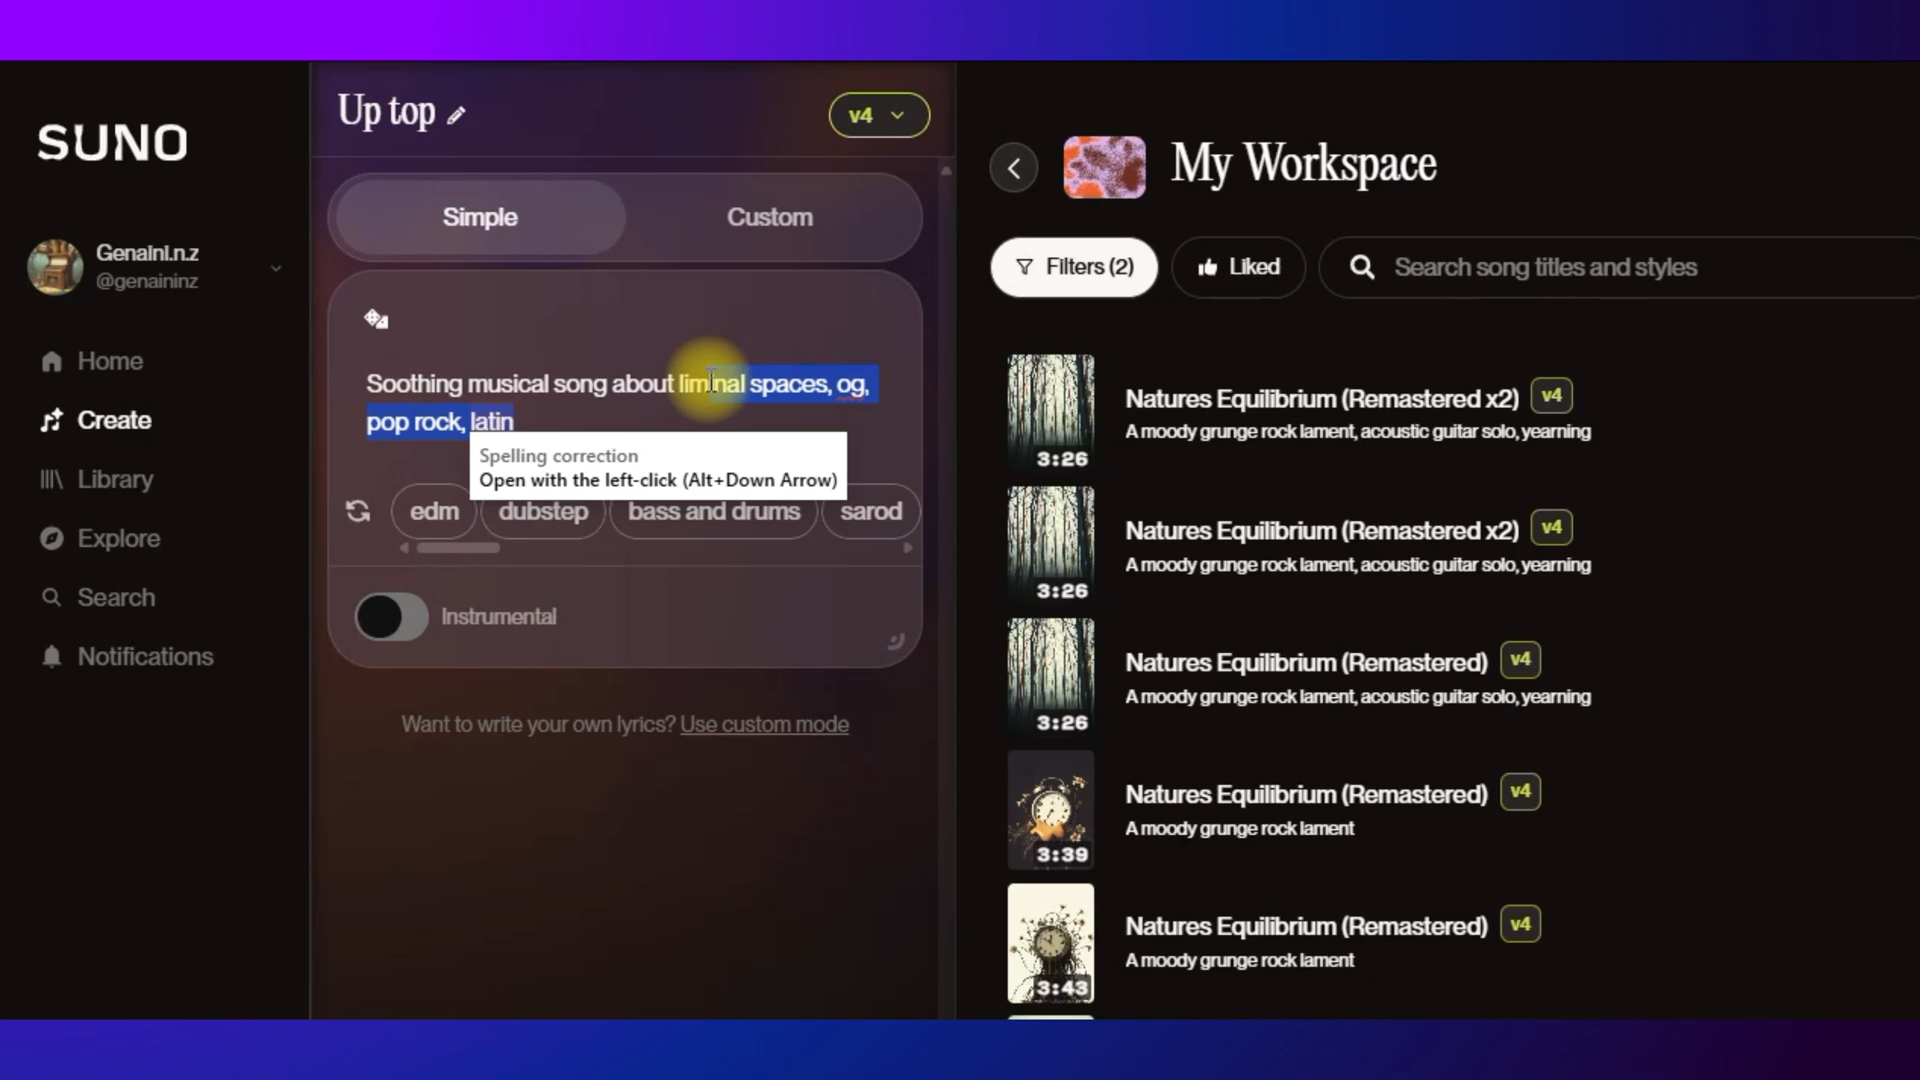 SUNO
Genaini.n.z
@genaininz
Home
Create
Library
Explore
Search
Notifications
Up top
v4
Simple
Custom
Soothing musical song about liminal spaces, og,
pop rock, latin
Spelling correction
Open with the left-click (Alt+Down Arrow)
edm
dubstep
bass and drums
sarod
Instrumental
Want to write your own lyrics? Use custom mode
My Workspace
Filters (2)
Liked
Search song titles and styles
3:26
Natures Equilibrium (Remastered x2) v4
A moody grunge rock lament, acoustic guitar solo, yearning
3:26
Natures Equilibrium (Remastered x2) v4
A moody grunge rock lament, acoustic guitar solo, yearning
3:26
Natures Equilibrium (Remastered) v4
A moody grunge rock lament, acoustic guitar solo, yearning
3:39
Natures Equilibrium (Remastered) v4
A moody grunge rock lament
3:43
Natures Equilibrium (Remastered) v4
A moody grunge rock lament